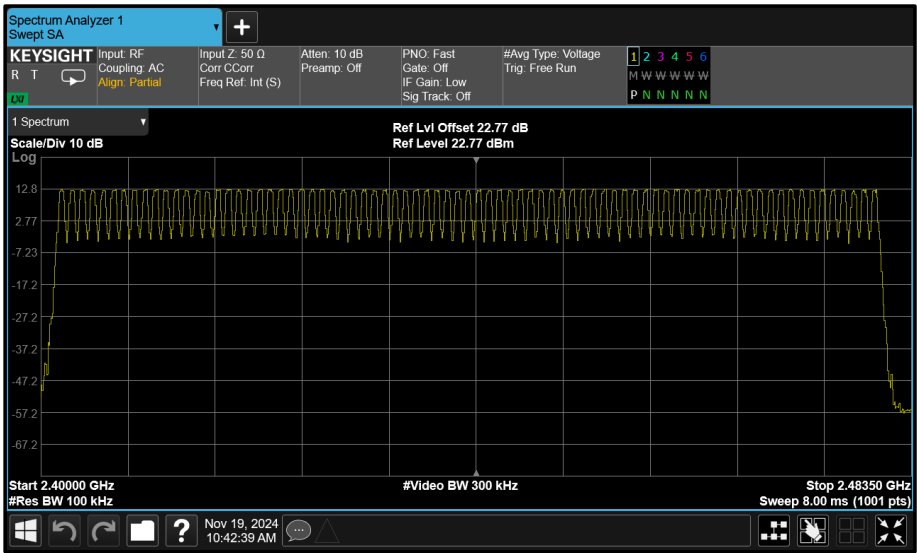 Spectrum Analyzer 1
Swept SA
+
KEYSIGHT Input: RF
R T Coupling: AC
Align: Partial
LXI
Input Z: 50 Ω
Corr CCorr
Freq Ref: Int (S)
Atten: 10 dB
Preamp: Off
PNO: Fast
Gate: Off
IF Gain: Low
Sig Track: Off
#Avg Type: Voltage
Trig: Free Run
1 2 3 4 5 6
M W W W W W
P N N N N N
1 Spectrum
Scale/Div 10 dB
Ref Lvl Offset 22.77 dB
Ref Level 22.77 dBm
Log
12.8
2.77
-7.23
-17.2
-27.2
-37.2
-47.2
-57.2
-67.2
Start 2.40000 GHz
#Res BW 100 kHz
#Video BW 300 kHz
Stop 2.48350 GHz
Sweep 8.00 ms (1001 pts)
?
Nov 19, 2024
10:42:39 AM